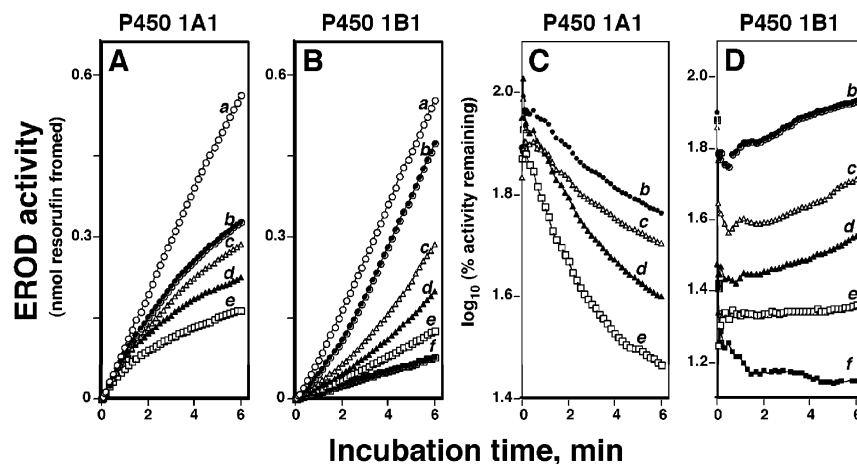 P450 1A1 P450 1B1 P450 1A1 P450 1B1
A B C D
EROD activity
(nmol resorufin fromed)
0.6
0.3
0
a
b
c
d
e
0 2 4 6
0.6
0.3
0
a
b
c
d
e
f
0 2 4 6
log10 (% activity remaining)
2.0
1.8
1.6
1.4
b
c
d
e
0 2 4 6
2.0
1.8
1.6
1.4
1.2
b
c
d
e
f
0 2 4 6
Incubation time, min